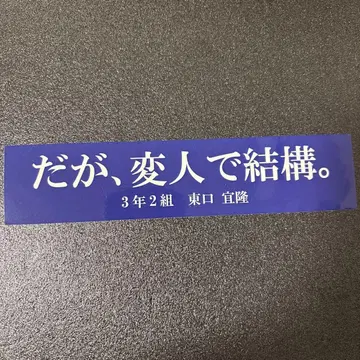 だが、変人で結構。
3年2組 東口 宜隆